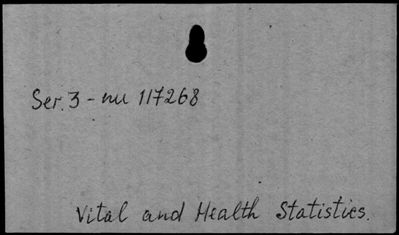 Ser. 3 - nu 117268
Vital and Health Statistics.